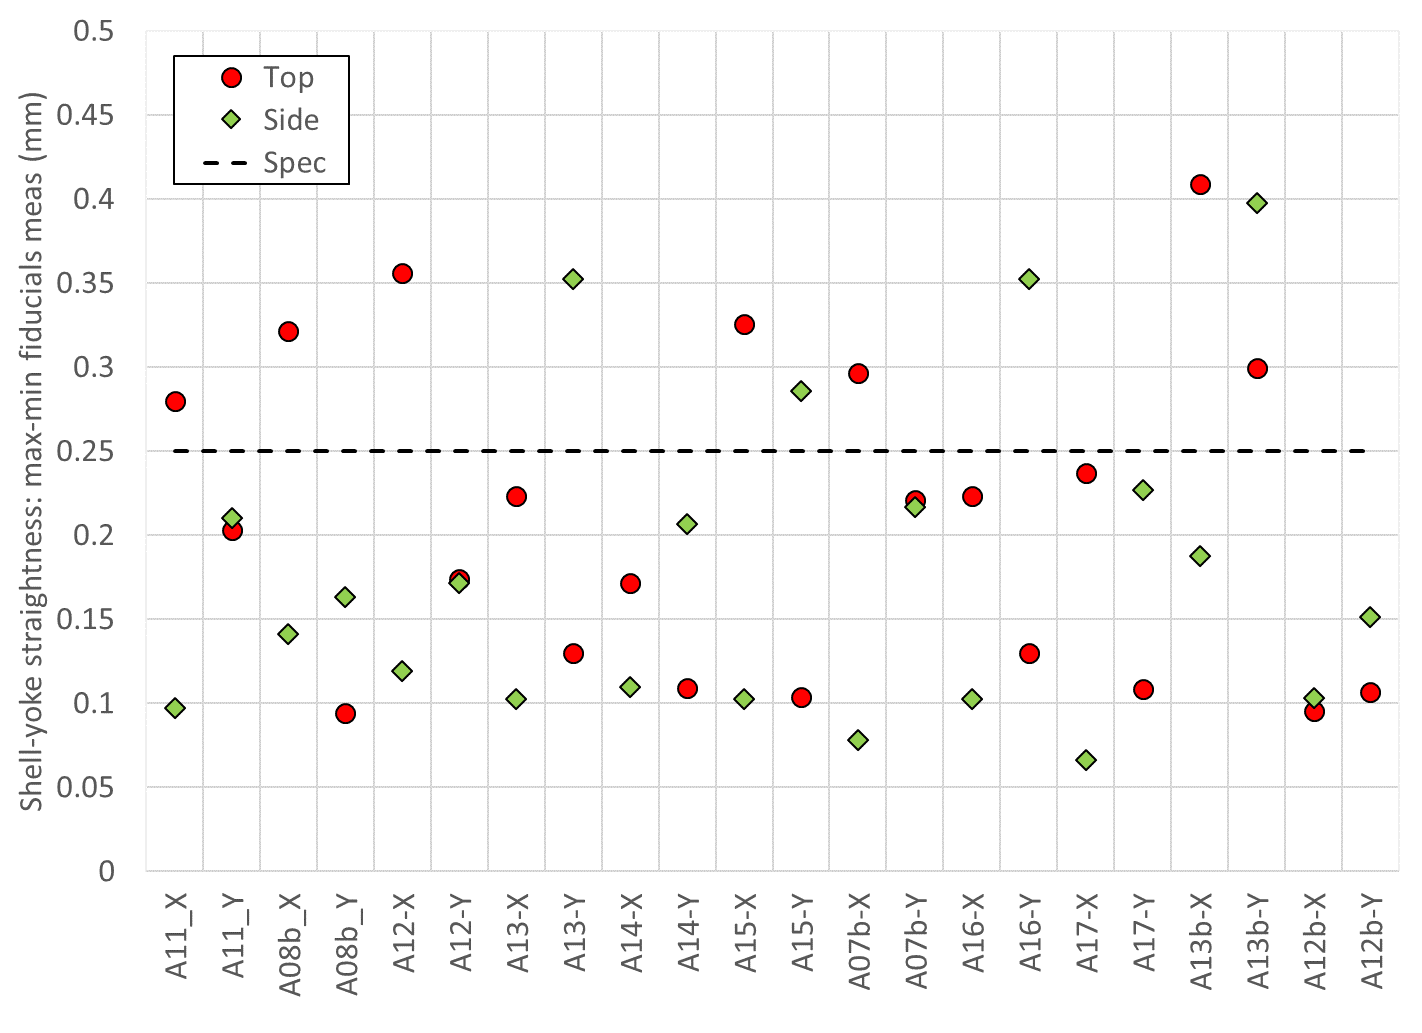 Shell-yoke straightness: max-min fiducials meas (mm)
0.5
0.45
0.4
0.35
0.3
0.25
0.2
0.15
0.1
0.05
0
Top
Side
Spec
A11_X
A11_Y
A08b_X
A08b_Y
A12-X
A12-Y
A13-X
A13-Y
A14-X
A14-Y
A15-X
A15-Y
A07b-X
A07b-Y
A16-X
A16-Y
A17-X
A17-Y
A13b-X
A13b-Y
A12b-X
A12b-Y